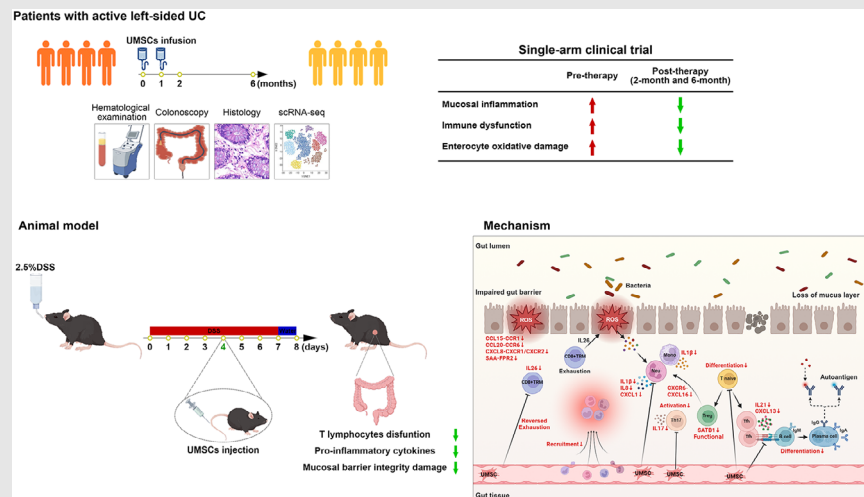 Patients with active left-sided UC
UMSCs infusion
0 1 2 6 (months)
Hematological
examination
Colonoscopy
Histology
scRNA-seq
Single-arm clinical trial
Pre-therapy
Post-therapy
(2-month and 6-month)
Mucosal inflammation
Immune dysfunction
Enterocyte oxidative damage
Animal model
2.5%DSS
DSS
0 1 2 3 4 5 6 7 8 (days)
UMSCs injection
T lymphocytes disfuntion
Pro-inflammatory cytokines
Mucosal barrier integrity damage
Mechanism
Gut lumen
Bacteria
Impaired gut barrier
Loss of mucus layer
ROS
ROS
CCL15-CCR1↓
CCL20-CCR6↓
CXCL8-CXCR1/CXCR2↓
SAA-FPR2↓
IL26
CD8+TRM
Exhaustion
Neu
Mono
IL1β↓
IL26↓
CD8+TRM
IL1β↓
CXCL1↓
CXCR6-
CXCL16↓
Differentiation↓
T naive
Activation↓
IL17↓
Th17
Treg
SATB1↓
Functional
IL21↓
CXCL13↓
Tfh
Tfh
B cell
IgM
Plasma cell
IgG
IgA
Autoantigen
Differentiation↓
Reversed
Exhaustion
Recruitment↓
UMSC
UMSC
UMSC
UMSC
Gut tissue